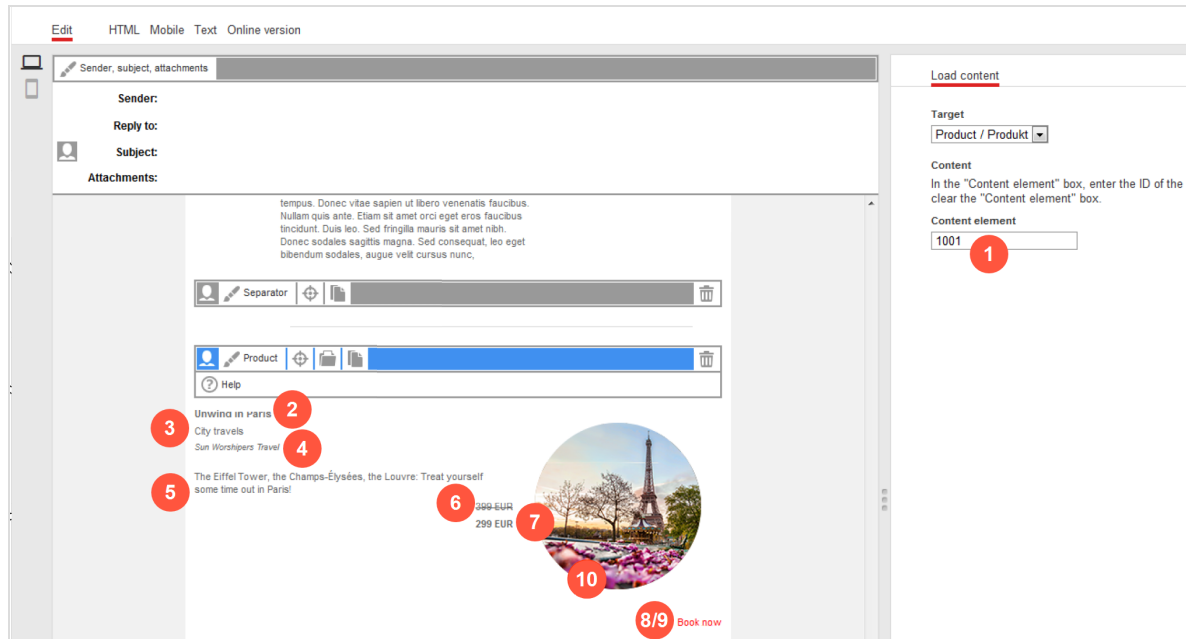 Edit HTML Mobile Text Online version
Sender, subject, attachments
Sender:
Reply to:
Subject:
Attachments:
tempus. Donec vitae sapien ut libero venenatis faucibus.
Nullam quis ante. Etiam sit amet orci eget eros faucibus
tincidunt. Duis leo. Sed fringilla mauris sit amet nibh.
Donec sodales sagittis magna. Sed consequat, leo eget
bibendum sodales, augue velit cursus nunc,
Separator
Product
? Help
Unwind in Paris 2
3 City travels
Sun Worshipers Travel 4
The Eiffel Tower, the Champs-Élysées, the Louvre: Treat yourself
5 some time out in Paris!
6 399 EUR
299 EUR 7
10
8/9 Book now
Load content
Target
Product / Produkt
Content
In the "Content element" box, enter the ID of the
clear the "Content element" box.
Content element
1001
1